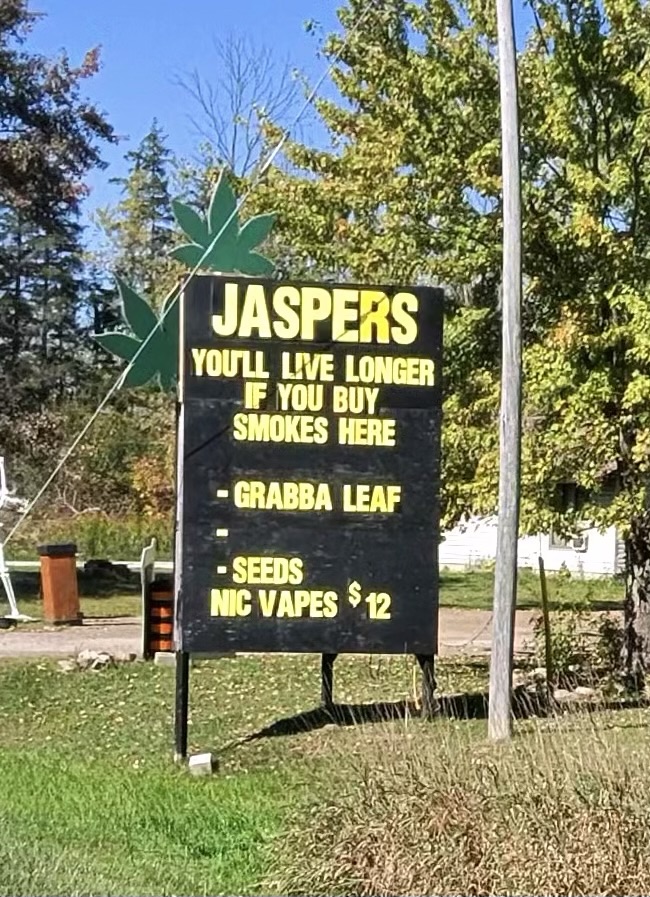 JASPERS
YOU'LL LIVE LONGER
IF YOU BUY
SMOKES HERE
- GRABBA LEAF
-
- SEEDS
NIC VAPES $12